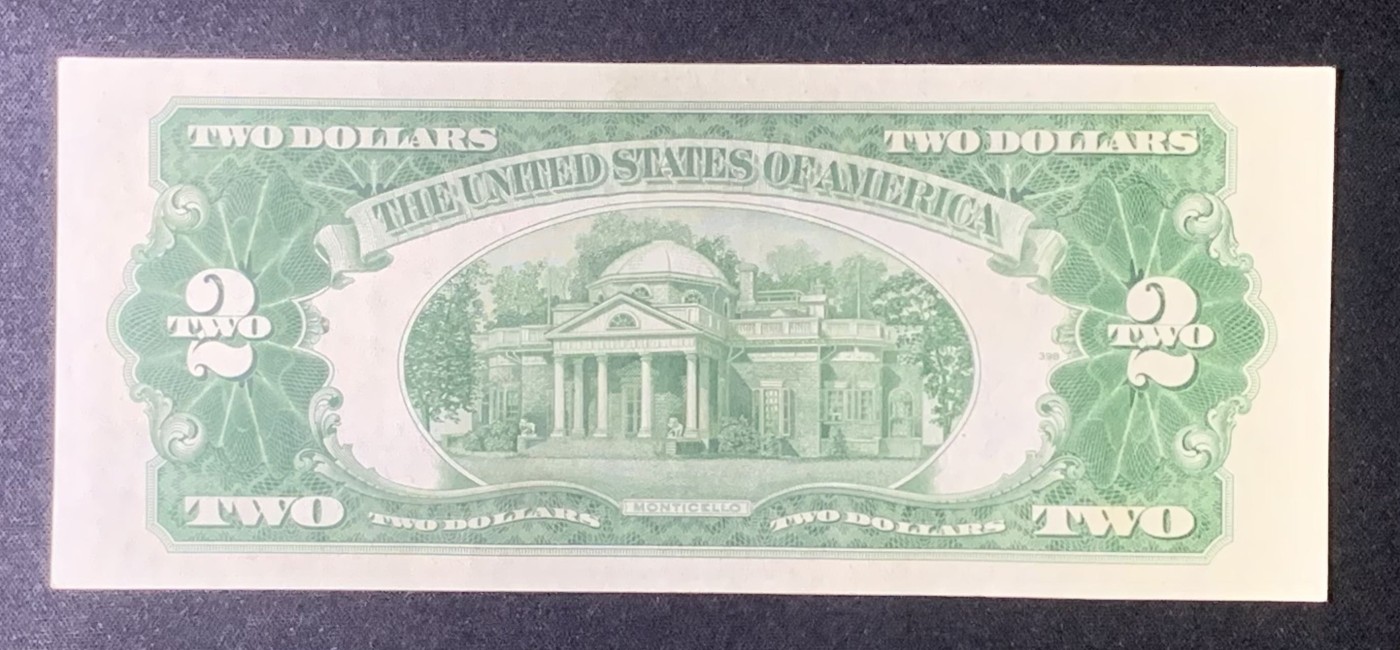 TWO DOLLARS TWO DOLLARS
THE UNITED STATES OF AMERICA
2 2
TWO TWO
398
MONTICELLO
TWO TWO DOLLARS TWO DOLLARS TWO